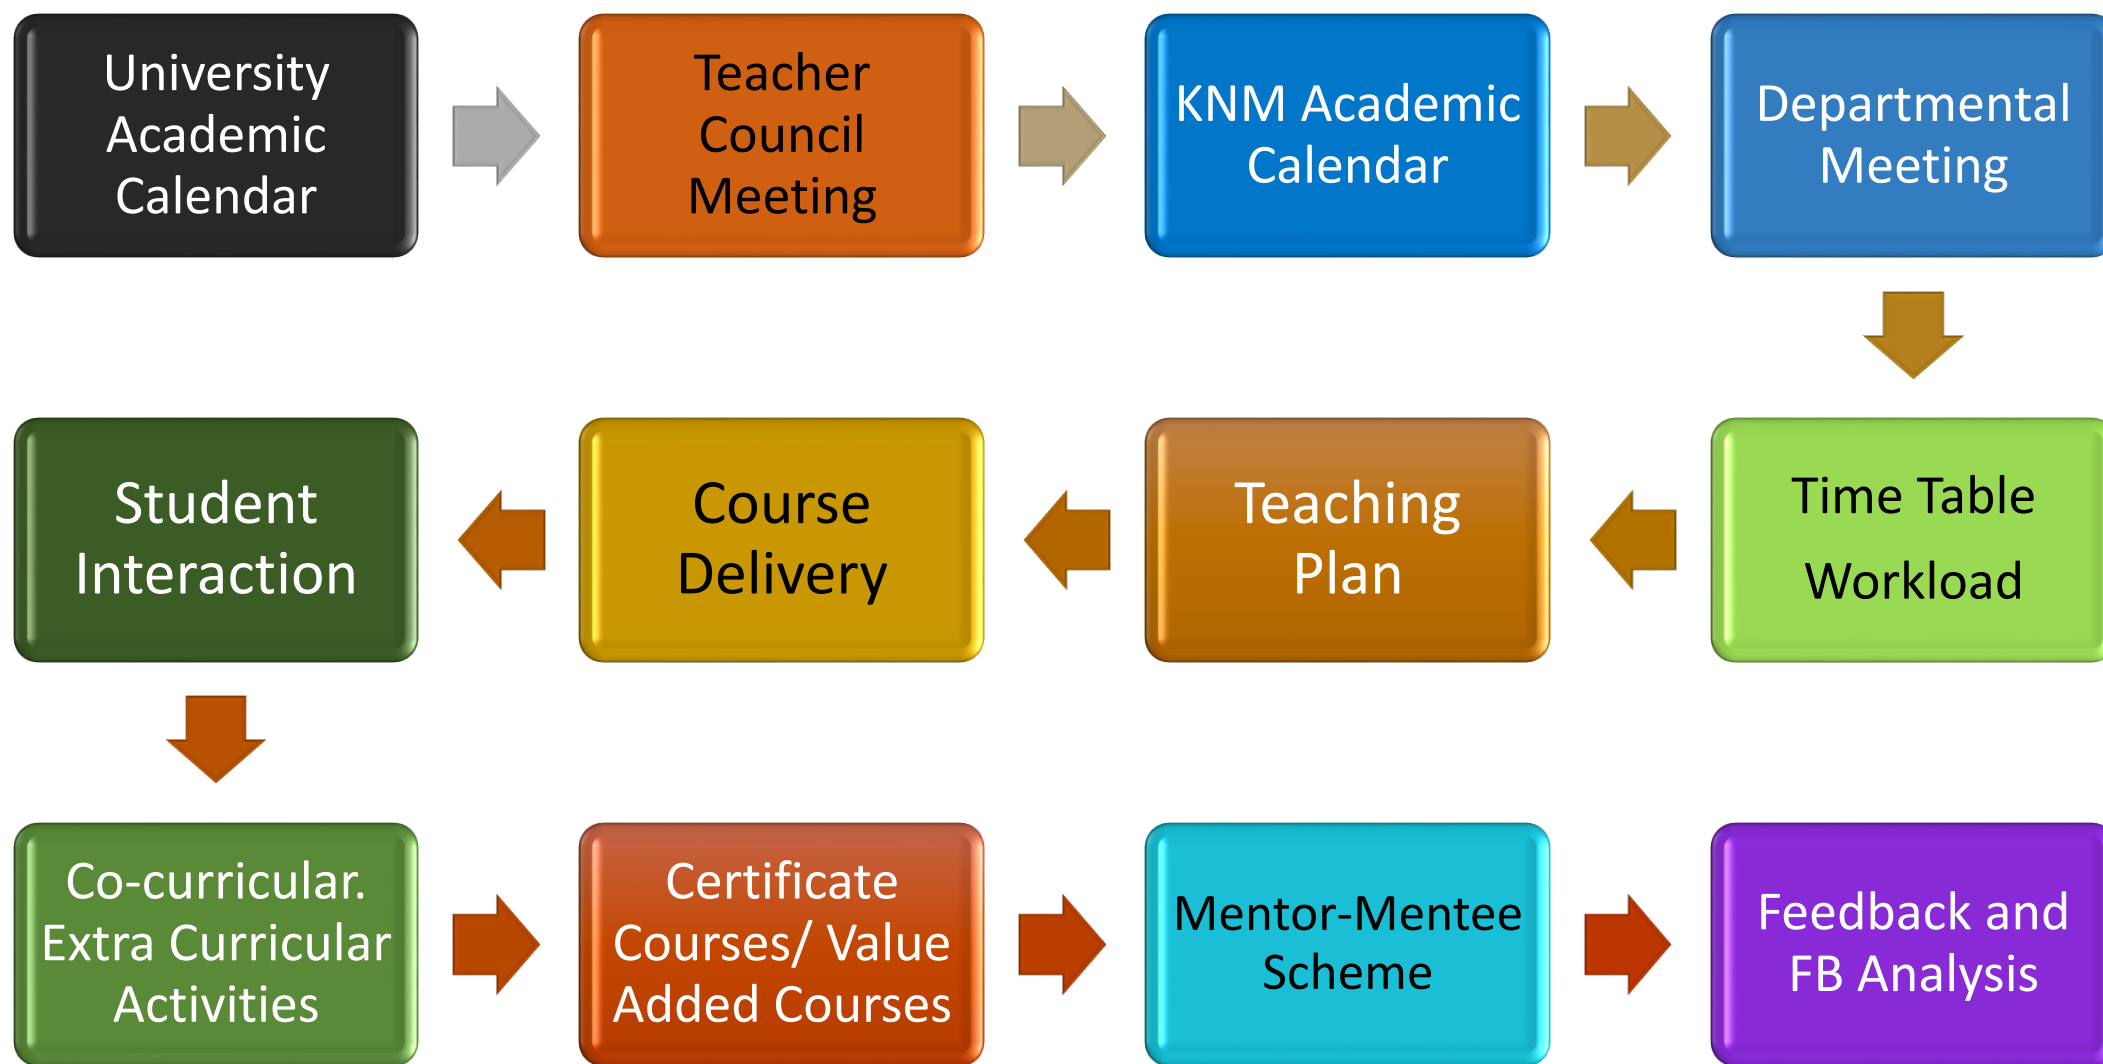 University
Academic
Calendar
Teacher
Council
Meeting
KNM Academic
Calendar
Departmental
Meeting
Time Table
Workload
Teaching
Plan
Course
Delivery
Student
Interaction
Co-curricular.
Extra Curricular
Activities
Certificate
Courses/ Value
Added Courses
Mentor-Mentee
Scheme
Feedback and
FB Analysis